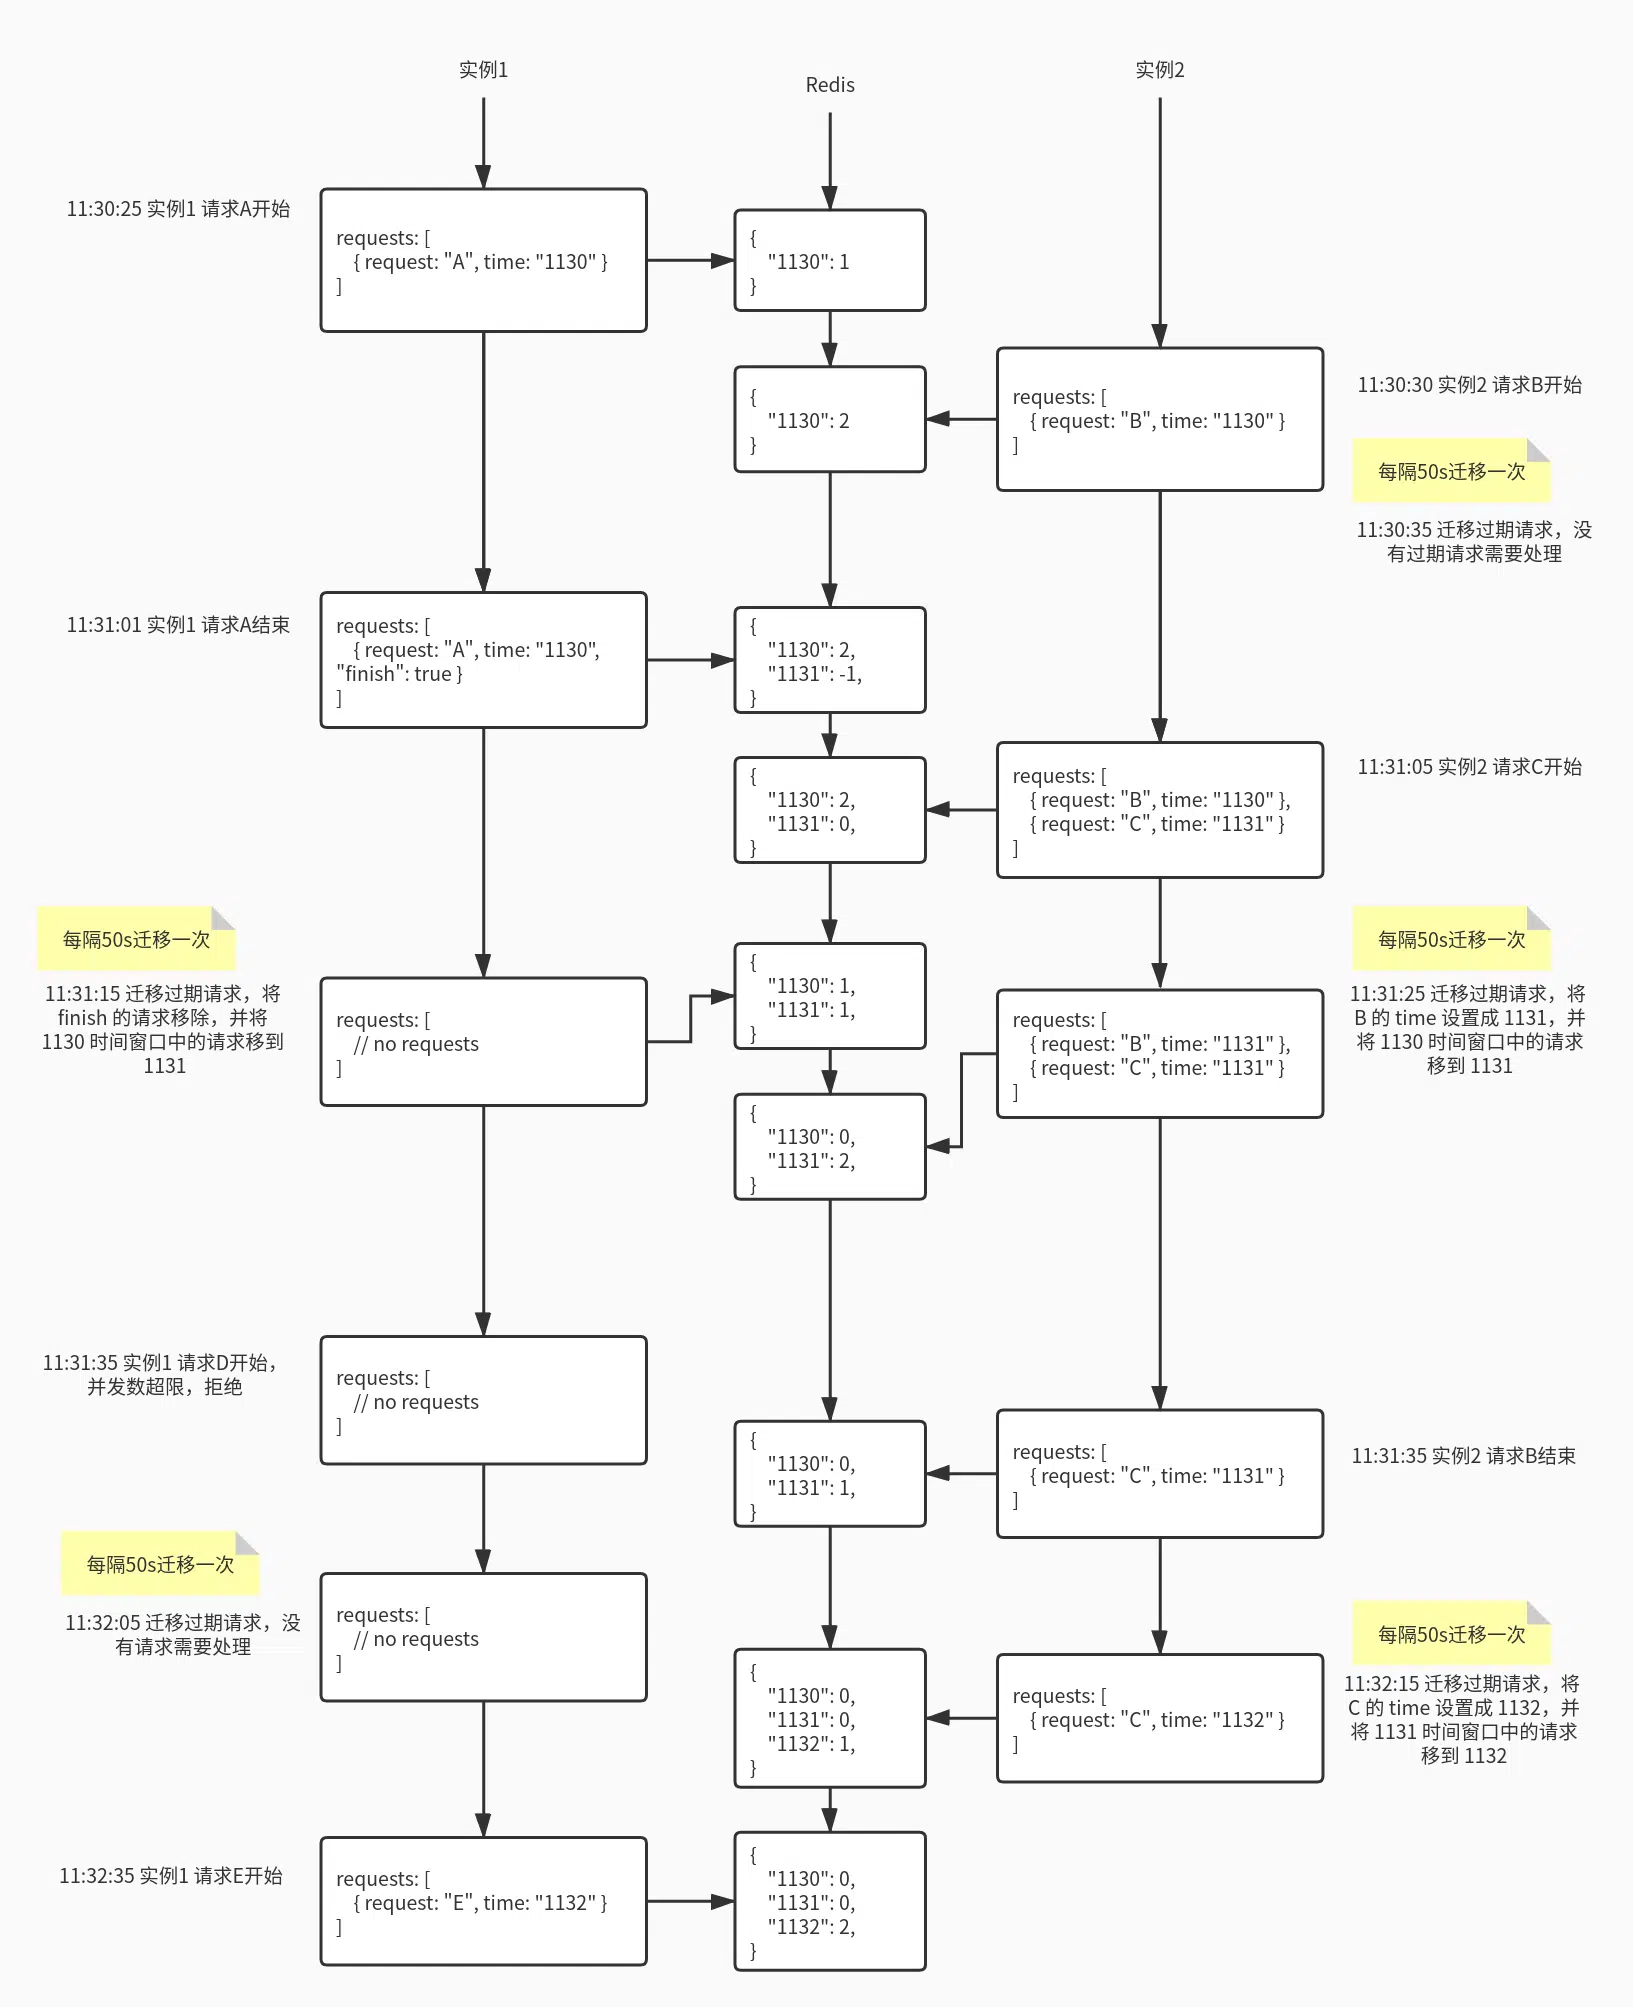 实例1
Redis
实例2
11:30:25 实例1 请求A开始
requests: [
{ request: "A", time: "1130" }
]
{
"1130": 1
}
{
"1130": 2
}
requests: [
{ request: "B", time: "1130" }
]
11:30:30 实例2 请求B开始
每隔50s迁移一次
11:30:35 迁移过期请求，没
有过期请求需要处理
11:31:01 实例1 请求A结束
requests: [
{ request: "A", time: "1130",
"finish": true }
]
{
"1130": 2,
"1131": -1,
}
{
"1130": 2,
"1131": 0,
}
requests: [
{ request: "B", time: "1130" },
{ request: "C", time: "1131" }
]
11:31:05 实例2 请求C开始
每隔50s迁移一次
11:31:15 迁移过期请求，将
finish 的请求移除，并将
1130 时间窗口中的请求移到
1131
requests: [
// no requests
]
{
"1130": 1,
"1131": 1,
}
{
"1130": 0,
"1131": 2,
}
requests: [
{ request: "B", time: "1131" },
{ request: "C", time: "1131" }
]
每隔50s迁移一次
11:31:25 迁移过期请求，将
B 的 time 设置成 1131，并
将 1130 时间窗口中的请求
移到 1131
11:31:35 实例1 请求D开始，
并发数超限，拒绝
requests: [
// no requests
]
{
"1130": 0,
"1131": 1,
}
requests: [
{ request: "C", time: "1131" }
]
11:31:35 实例2 请求B结束
每隔50s迁移一次
11:32:05 迁移过期请求，没
有请求需要处理
requests: [
// no requests
]
{
"1130": 0,
"1131": 0,
"1132": 1,
}
requests: [
{ request: "C", time: "1132" }
]
每隔50s迁移一次
11:32:15 迁移过期请求，将
C 的 time 设置成 1132，并
将 1131 时间窗口中的请求
移到 1132
11:32:35 实例1 请求E开始
requests: [
{ request: "E", time: "1132" }
]
{
"1130": 0,
"1131": 0,
"1132": 2,
}